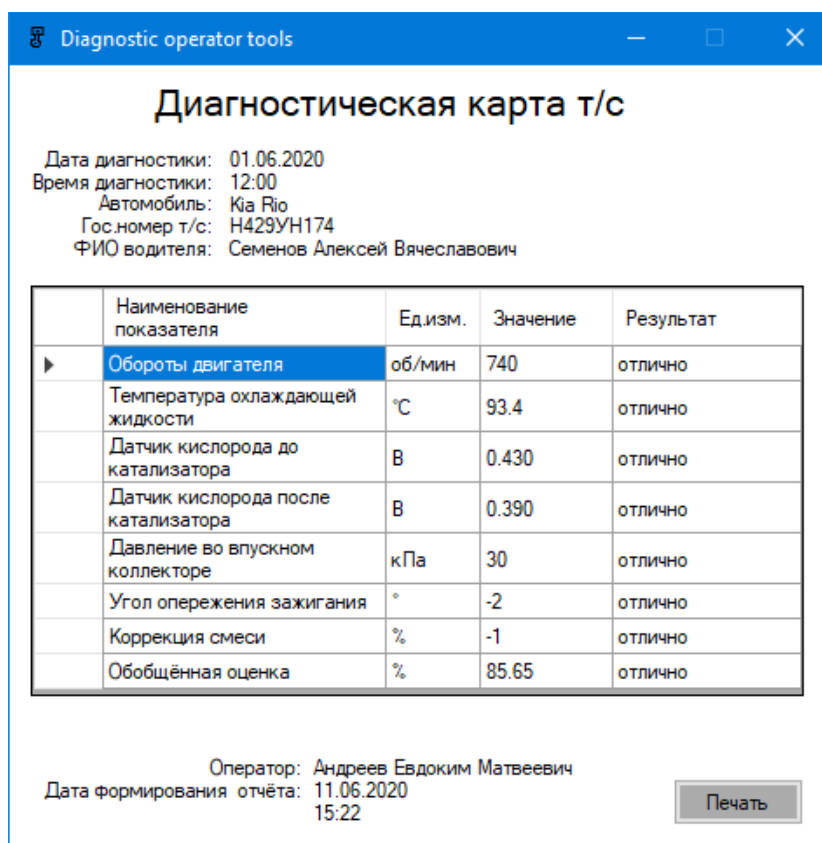 Diagnostic operator tools
Диагностическая карта т/с
Дата диагностики: 01.06.2020
Время диагностики: 12:00
Автомобиль: Kia Rio
Гос.номер т/с: Н429УН174
ФИО водителя: Семенов Алексей Вячеславович
Наименование показателя Ед.изм. Значение Результат
Обороты двигателя об/мин 740 отлично
Температура охлаждающей жидкости °C 93.4 отлично
Датчик кислорода до катализатора В 0.430 отлично
Датчик кислорода после катализатора В 0.390 отлично
Давление во впускном коллекторе кПа 30 отлично
Угол опережения зажигания ° -2 отлично
Коррекция смеси % -1 отлично
Обобщённая оценка % 85.65 отлично
Оператор: Андреев Евдоким Матвеевич
Дата формирования отчёта: 11.06.2020
15:22
Печать